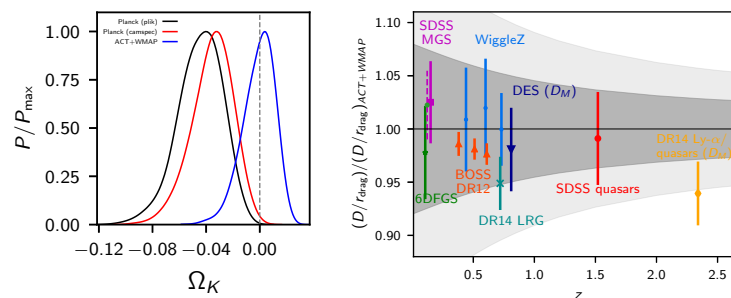 Planck (plik)
Planck (camspec)
ACT+WMAP
P/P_max
1.00
0.75
0.50
0.25
0.00
−0.12
−0.08
−0.04
0.00
Ω_K
(D/r_drag)/(D/r_drag)_ACT+WMAP
1.10
1.05
1.00
0.95
0.90
SDSS
MGS
WiggleZ
DES (D_M)
6DFGS
BOSS
DR12
DR14 LRG
SDSS quasars
DR14
quasars
0.5
1.0
1.5
2.0
2.5
z